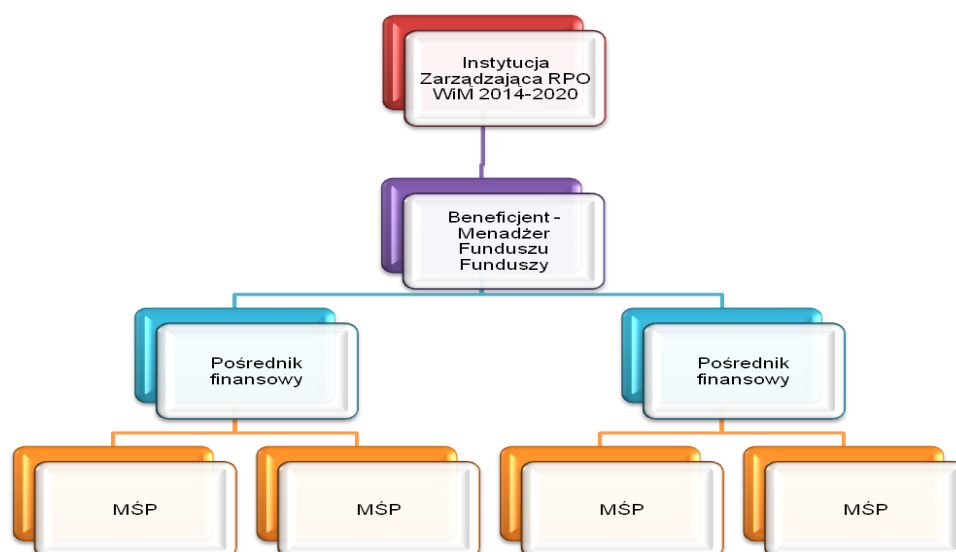 Instytucja
Zarządzająca RPO
WiM 2014-2020
Beneficjent -
Menadżer
Funduszu
Funduszy
Pośrednik
finansowy
Pośrednik
finansowy
MŚP
MŚP
MŚP
MŚP